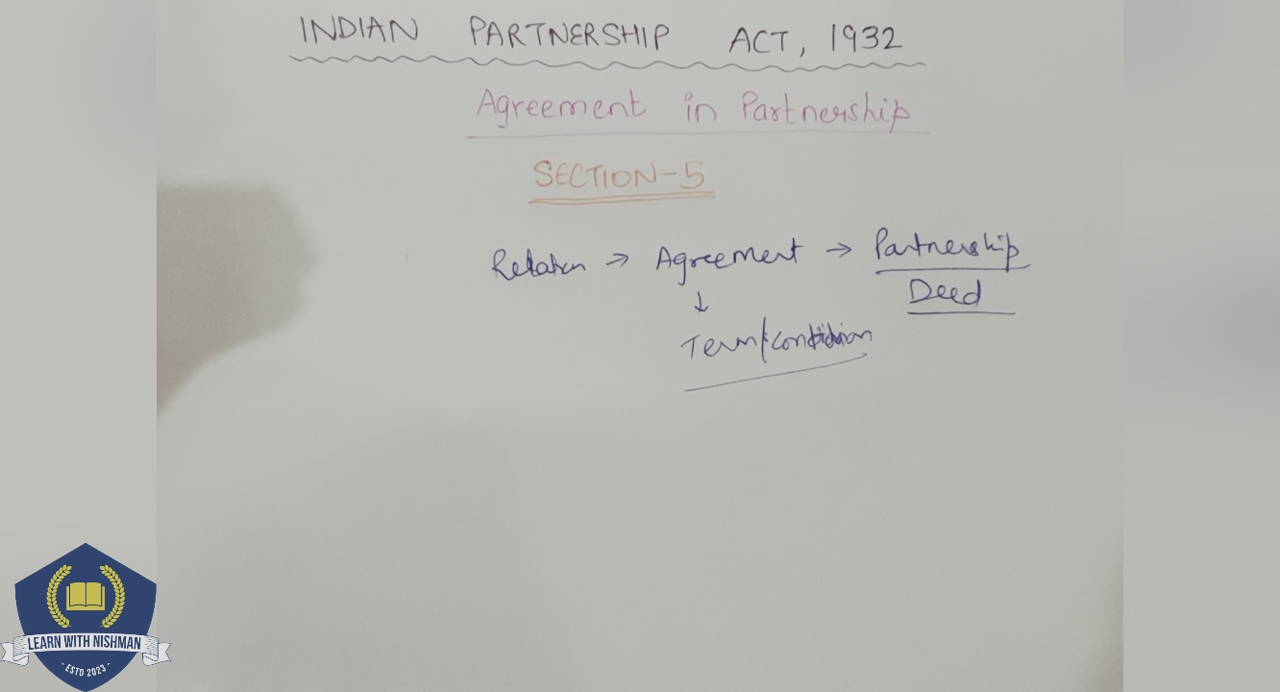 INDIAN PARTNERSHIP ACT, 1932
Agreement in Partnership
SECTION-5
Relation → Agreement → Partnership
Deed
↓
Term/condition
LEARN WITH NISHMAN
- ESTD 2023 -